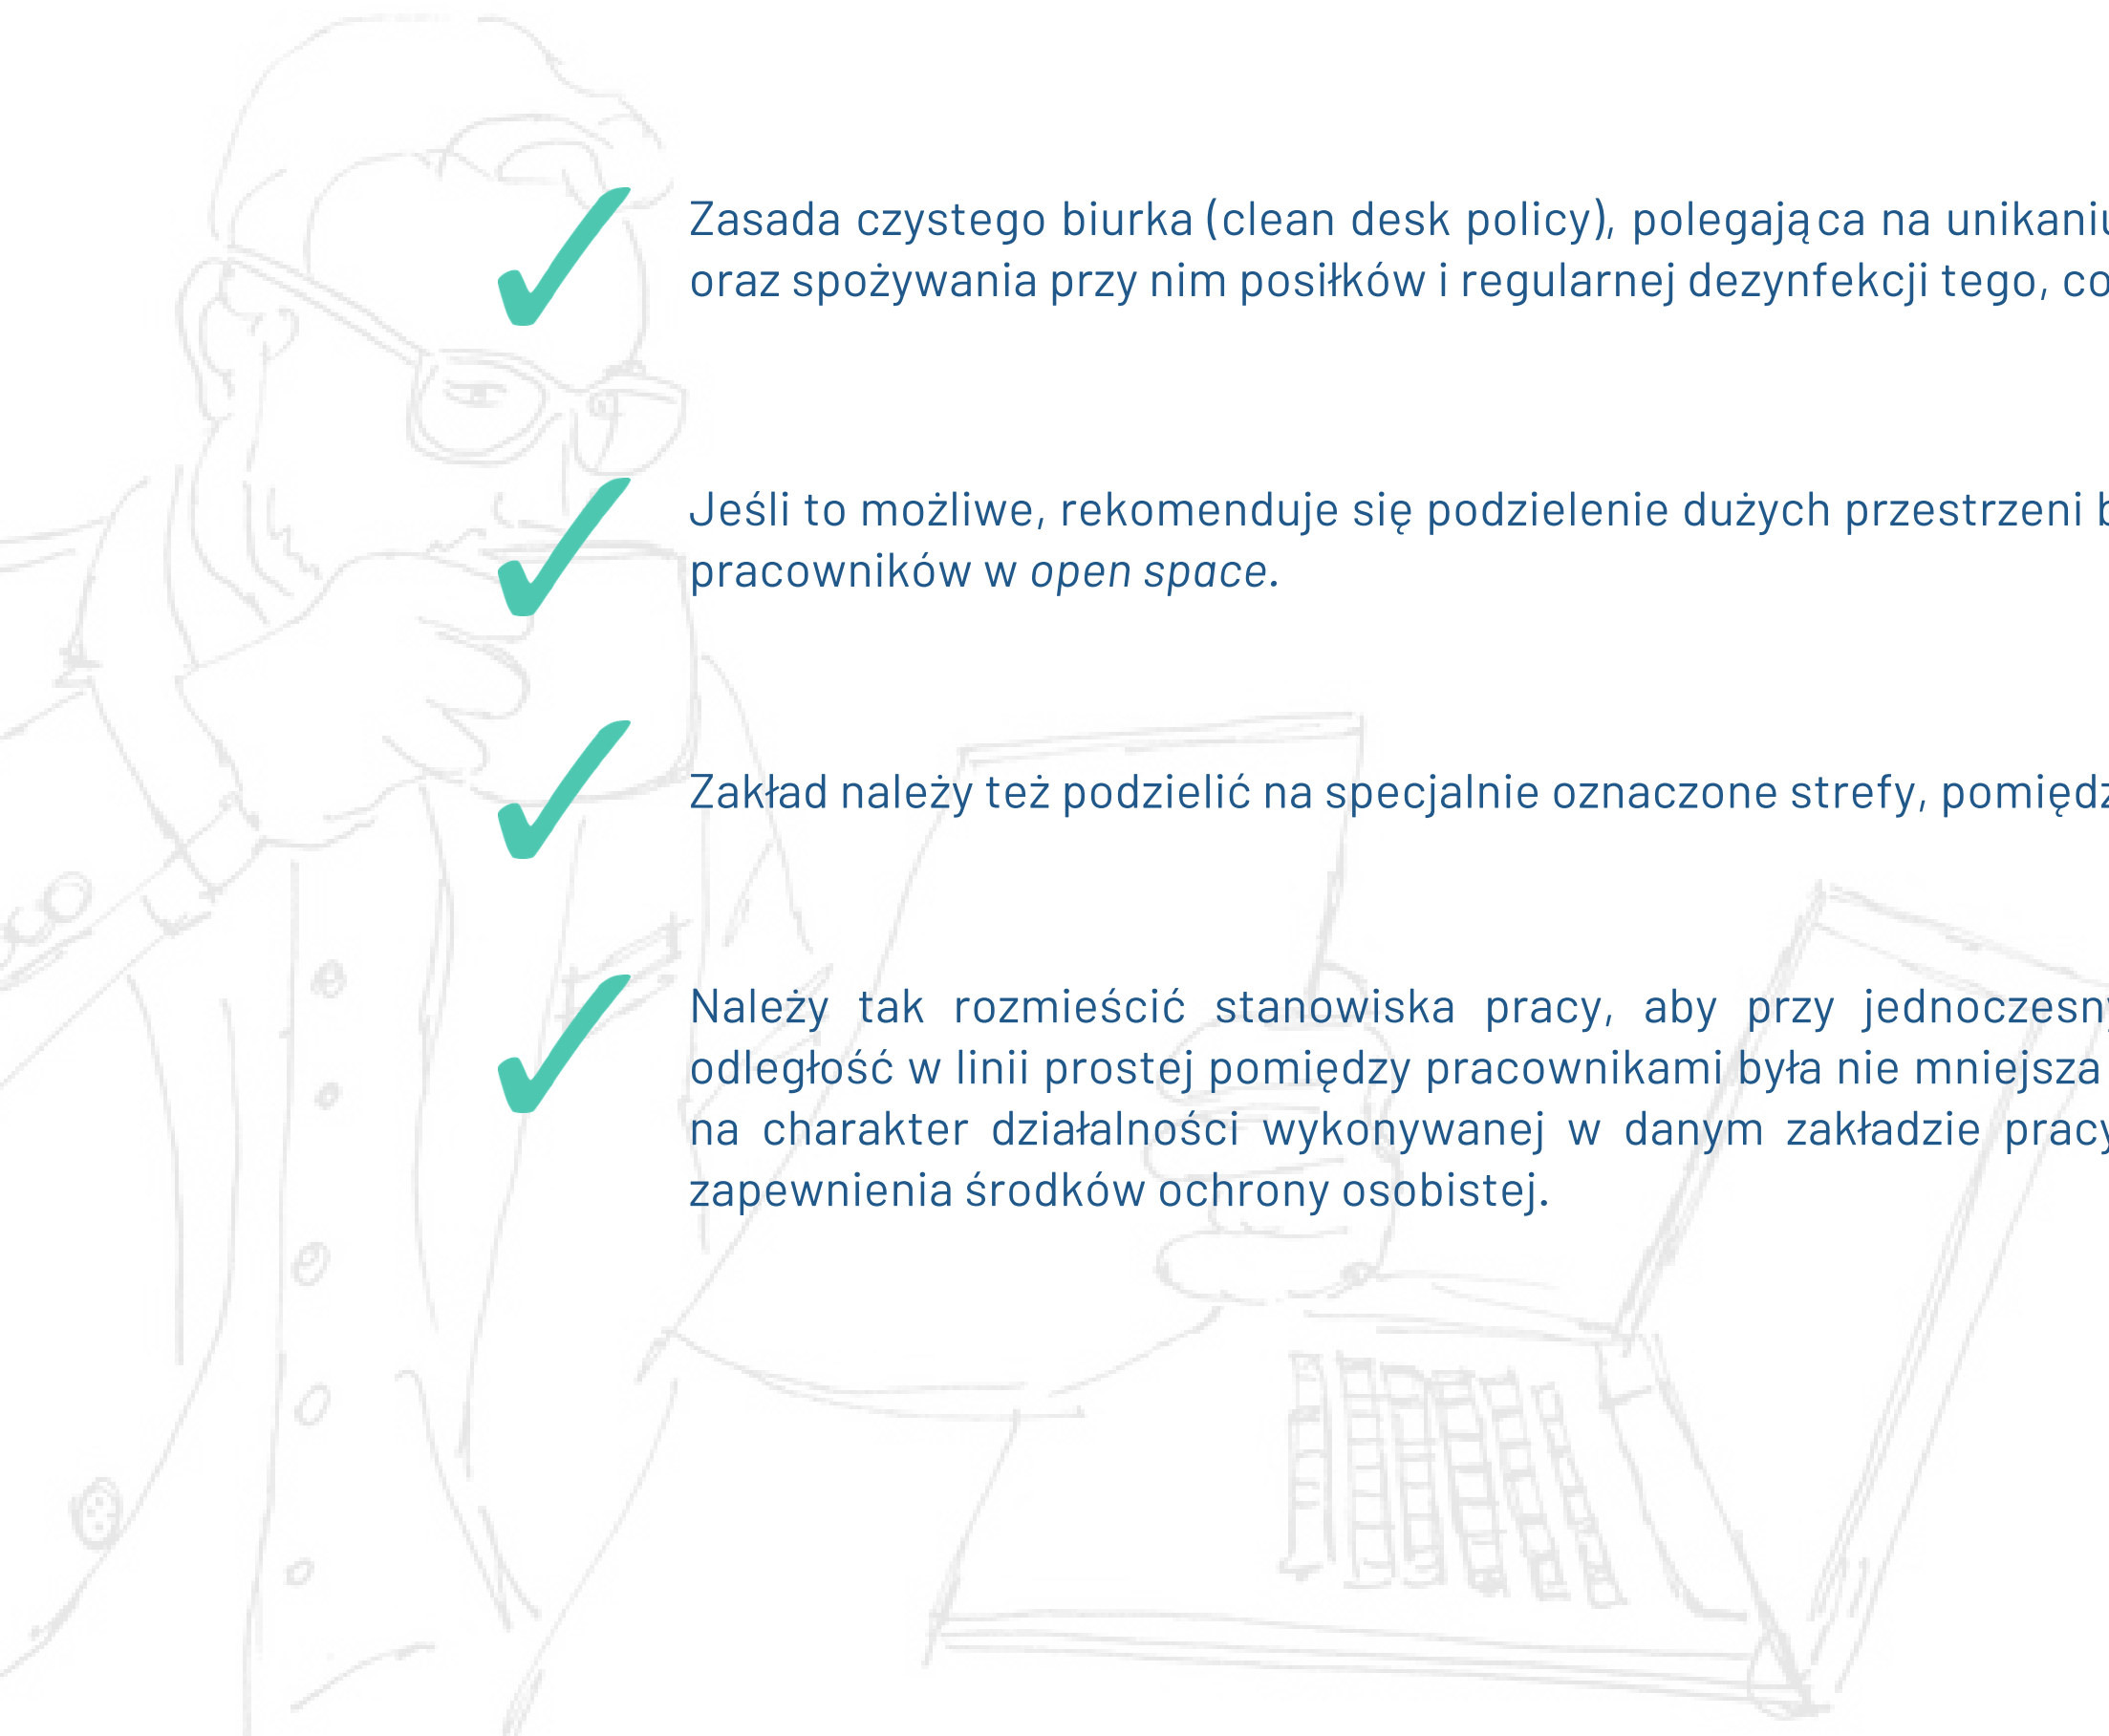 Zasada czystego biurka (clean desk policy), polegająca na unikaniu
oraz spożywania przy nim posiłków i regularnej dezynfekcji tego, co
Jeśli to możliwe, rekomenduje się podzielenie dużych przestrzeni
pracowników w open space.
Zakład należy też podzielić na specjalnie oznaczone strefy,
Należy tak rozmieścić stanowiska pracy, aby przy
odległość w linii prostej pomiędzy pracownikami była nie mniejsza
na charakter działalności wykonywanej w danym zakładzie pracy
zapewnienia środków ochrony osobistej.